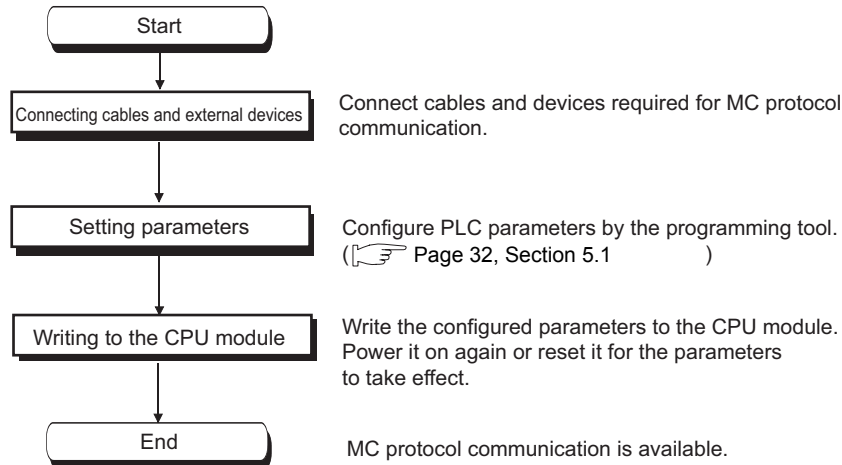 Start
Connecting cables and external devices
Connect cables and devices required for MC protocol
communication.
Setting parameters
Configure PLC parameters by the programming tool.
( Page 32, Section 5.1 )
Writing to the CPU module
Write the configured parameters to the CPU module.
Power it on again or reset it for the parameters
to take effect.
End
MC protocol communication is available.